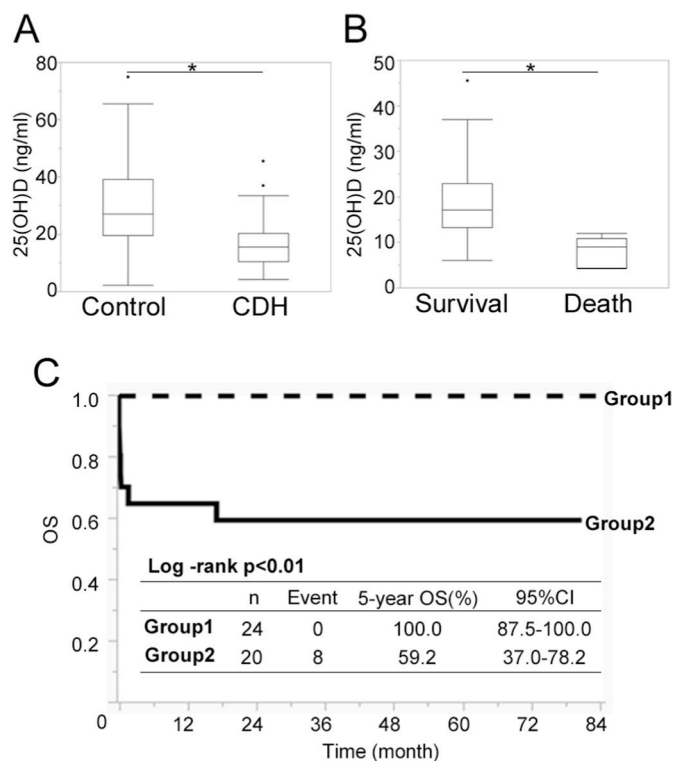 A
80
60
40
20
0
25(OH)D (ng/ml)
*
Control CDH
B
50
40
30
20
10
0
25(OH)D (ng/ml)
*
Survival Death
C
1.0
0.8
0.6
0.4
0.2
OS
Group1
Group2
Log -rank p<0.01
n Event 5-year OS(%) 95%CI
Group1 24 0 100.0 87.5-100.0
Group2 20 8 59.2 37.0-78.2
0 12 24 36 48 60 72 84
Time (month)